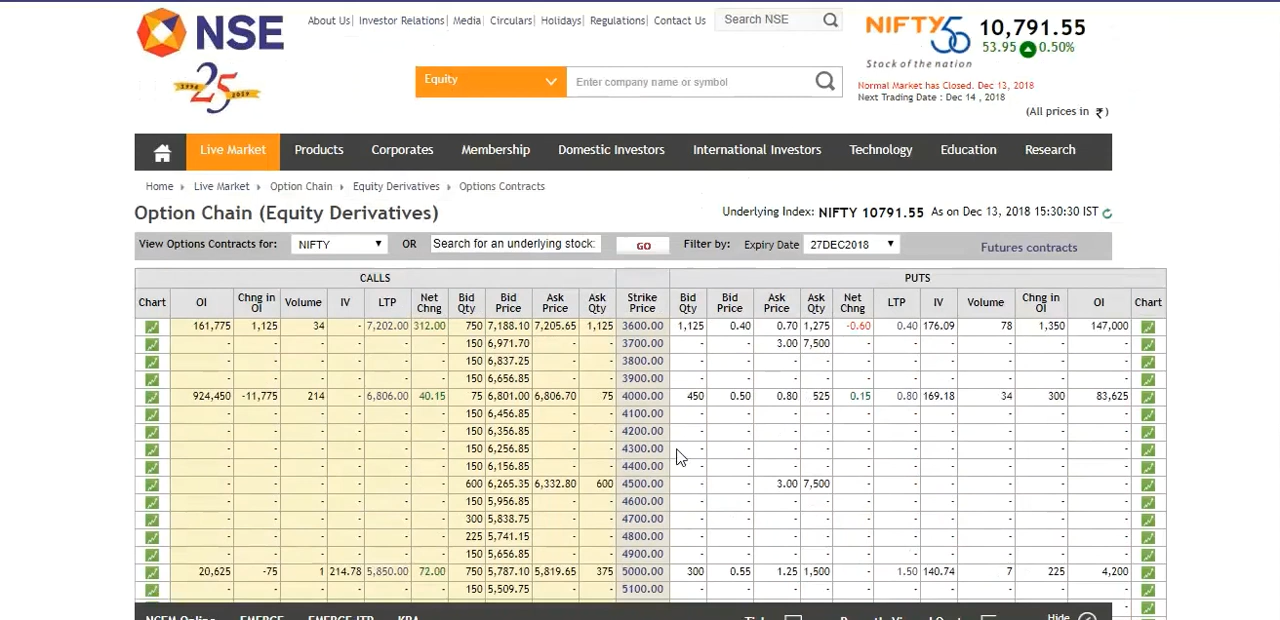 NSE
1994 25 2019
About Us| Investor Relations| Media| Circulars| Holidays| Regulations| Contact Us
Search NSE
Equity
Enter company name or symbol
NIFTY50
Stock of the nation
10,791.55
53.95 0.50%
Normal Market has Closed. Dec 13, 2018
Next Trading Date : Dec 14 , 2018
(All prices in ₹)
Live Market Products Corporates Membership Domestic Investors International Investors Technology Education Research
Home Live Market Option Chain Equity Derivatives Options Contracts
Option Chain (Equity Derivatives)
Underlying Index: NIFTY 10791.55 As on Dec 13, 2018 15:30:30 IST
View Options Contracts for: NIFTY OR Search for an underlying stock: GO Filter by: Expiry Date 27DEC2018 Futures contracts
CALLS PUTS
Chart OI Chng in OI Volume IV LTP Net Chng Bid Qty Bid Price Ask Price Ask Qty Strike Price Bid Qty Bid Price Ask Price Ask Qty Net Chng LTP IV Volume Chng in OI OI Chart
161,775 1,125 34 - 7,202.00 312.00 750 7,188.10 7,205.65 1,125 3600.00 1,125 0.40 0.70 1,275 -0.60 0.40 176.09 78 1,350 147,000
- - - - - - 150 6,971.70 - - 3700.00 - - 3.00 7,500 - - - - - -
- - - - - - 150 6,837.25 - - 3800.00 - - - - - - - - - -
- - - - - - 150 6,656.85 - - 3900.00 - - - - - - - - - -
924,450 -11,775 214 - 6,806.00 40.15 75 6,801.00 6,806.70 75 4000.00 450 0.50 0.80 525 0.15 0.80 169.18 34 300 83,625
- - - - - - 150 6,456.85 - - 4100.00 - - - - - - - - - -
- - - - - - 150 6,356.85 - - 4200.00 - - - - - - - - - -
- - - - - - 150 6,256.85 - - 4300.00 - - - - - - - - - -
- - - - - - 150 6,156.85 - - 4400.00 - - - - - - - - - -
- - - - - - 600 6,265.35 6,332.80 600 4500.00 - - 3.00 7,500 - - - - - -
- - - - - - 150 5,956.85 - - 4600.00 - - - - - - - - - -
- - - - - - 300 5,838.75 - - 4700.00 - - - - - - - - - -
- - - - - - 225 5,741.15 - - 4800.00 - - - - - - - - - -
- - - - - - 150 5,656.85 - - 4900.00 - - - - - - - - - -
20,625 -75 1 214.78 5,850.00 72.00 750 5,787.10 5,819.65 375 5000.00 300 0.55 1.25 1,500 - 1.50 140.74 7 225 4,200
- - - - - - 150 5,509.75 - - 5100.00 - - - - - - - - - -
Hide